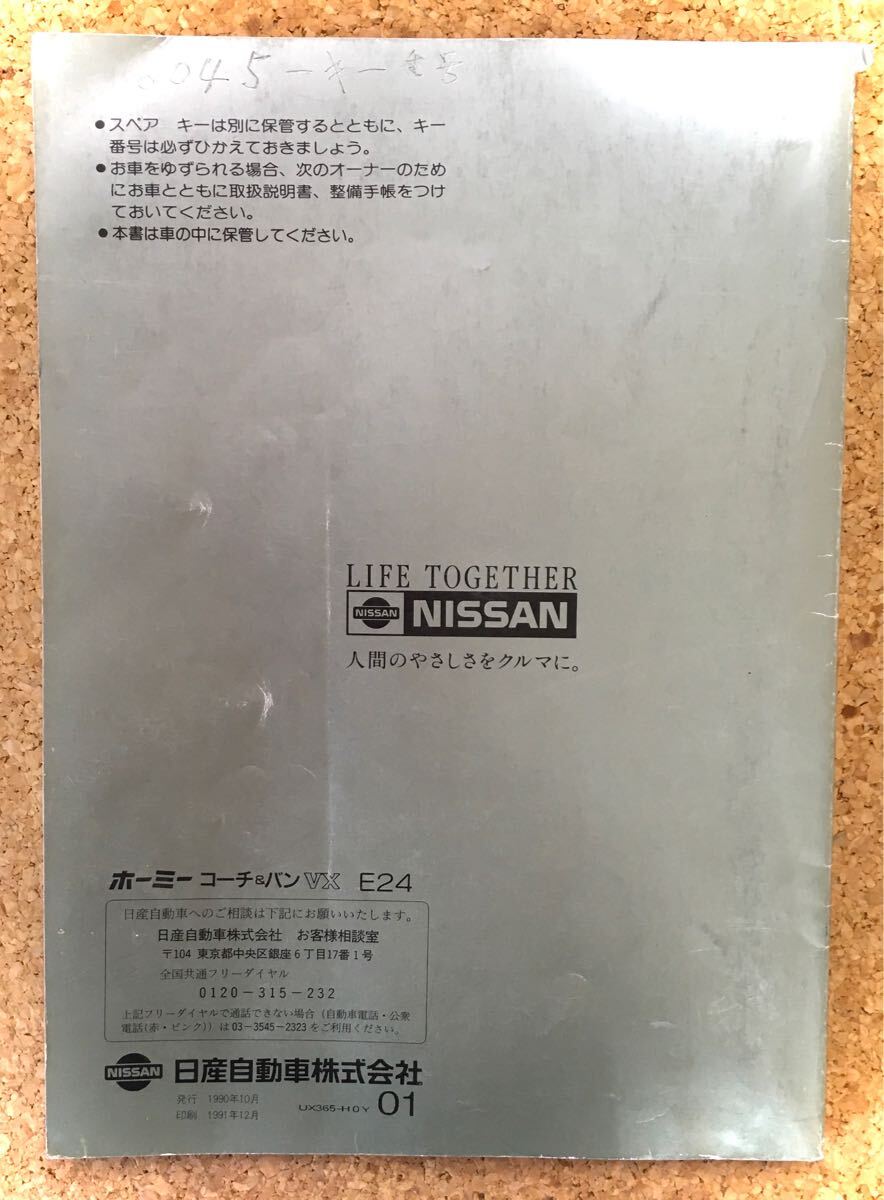 045ーキー番号
●スペア キーは別に保管するとともに、キー
番号は必ずひかえておきましょう。
●お車をゆずられる場合、次のオーナーのため
にお車とともに取扱説明書、整備手帳をつけ
ておいてください。
●本書は車の中に保管してください。
LIFE TOGETHER
NISSAN NISSAN
人間のやさしさをクルマに。
ホーミー コーチ&バンVX E24
日産自動車へのご相談は下記にお願いいたします。
日産自動車株式会社 お客様相談室
〒104 東京都中央区銀座6丁目17番1号
全国共通フリーダイヤル
0120-315-232
上記フリーダイヤルで通話できない場合(自動車電話・公衆
電話(赤・ピンク))は03-3545-2323をご利用ください。
NISSAN 日産自動車株式会社
発行 1990年10月
印刷 1991年12月 UX365-H0Y 01